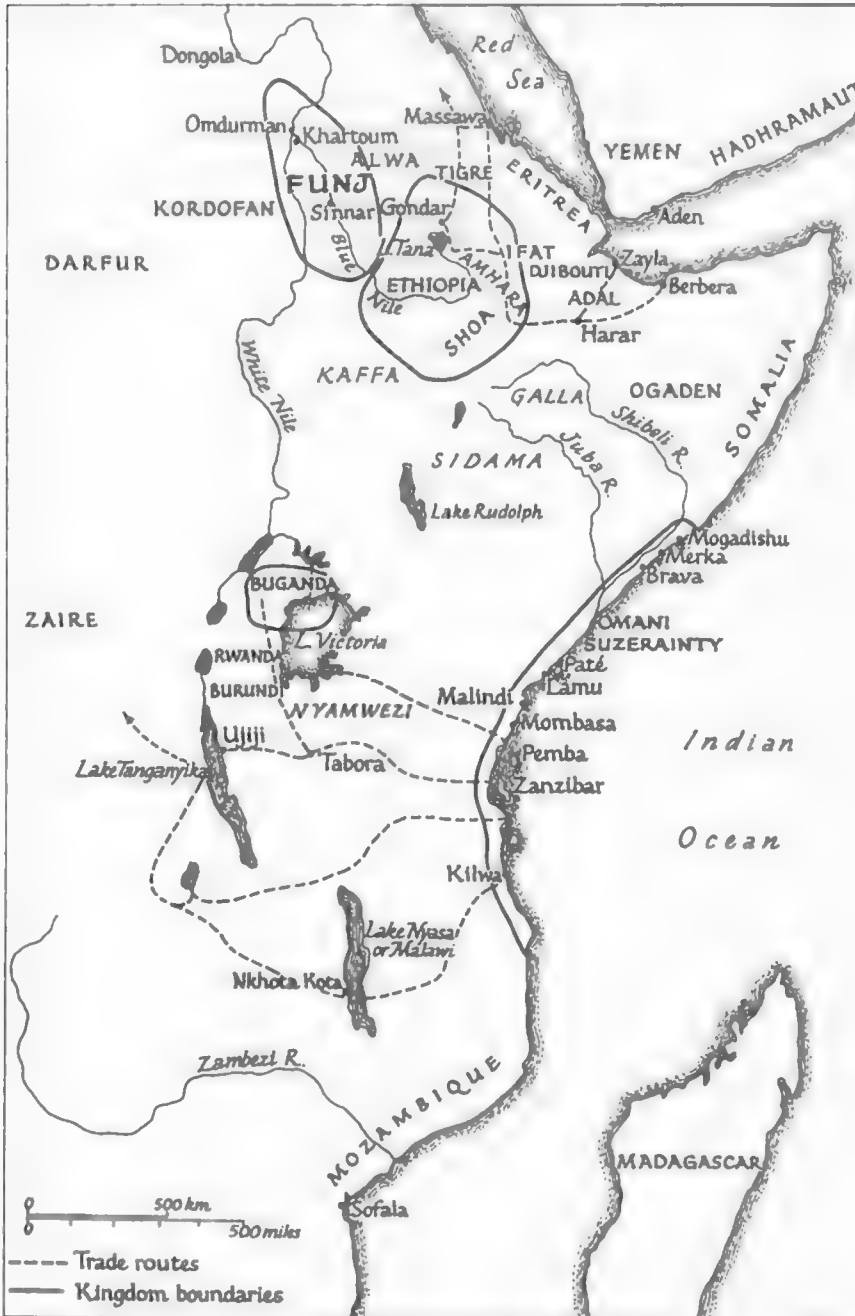 Dongola
Red
Sea
Omdurman
Khartoum
Massawa
ALWA
YEMEN
HADHRAMAUT
TIGRE
FUNJ
ERITREA
KORDOFAN
Sinnar
Gondar
Aden
DARFUR
Blue
L.Tana
IFAT
Zayla
AMHARA
DJIBOUTI
Berbera
ETHIOPIA
ADAL
Nile
SHOA
Harar
White Nile
KAFFA
GALLA
OGADEN
SOMALIA
Shibeli R.
Juba R.
SIDAMA
Lake Rudolph
Mogadishu
Merka
Brava
BUGANDA
ZAIRE
OMANI
SUZERAINTY
L. Victoria
RWANDA
Paté
Lamu
BURUNDI
Malindi
NYAMWEZI
Mombasa
Indian
Ujiji
Pemba
Tabora
Lake Tanganyika
Zanzibar
Ocean
Kilwa
Lake Nyasa
or Malawi
Nkhota Kota
Zambezi R.
MOZAMBIQUE
MADAGASCAR
Sofala
0 500 km
0 500 miles
Trade routes
Kingdom boundaries